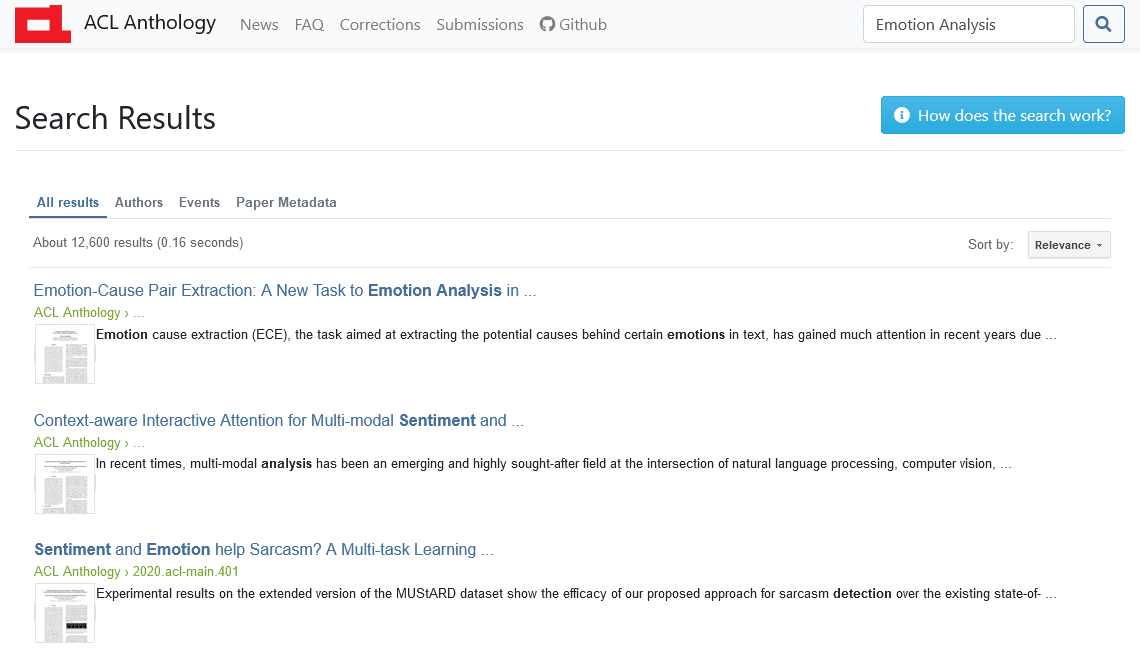 ACL Anthology News FAQ Corrections Submissions Github Emotion Analysis
Search Results
How does the search work?
All results Authors Events Paper Metadata
About 12,600 results (0.16 seconds)
Sort by: Relevance
Emotion-Cause Pair Extraction: A New Task to Emotion Analysis in ...
ACL Anthology › ...
Emotion cause extraction (ECE), the task aimed at extracting the potential causes behind certain emotions in text, has gained much attention in recent years due ...
Context-aware Interactive Attention for Multi-modal Sentiment and ...
ACL Anthology › ...
In recent times, multi-modal analysis has been an emerging and highly sought-after field at the intersection of natural language processing, computer vision, ...
Sentiment and Emotion help Sarcasm? A Multi-task Learning ...
ACL Anthology › 2020.acl-main.401
Experimental results on the extended version of the MUStARD dataset show the efficacy of our proposed approach for sarcasm detection over the existing state-of- ...